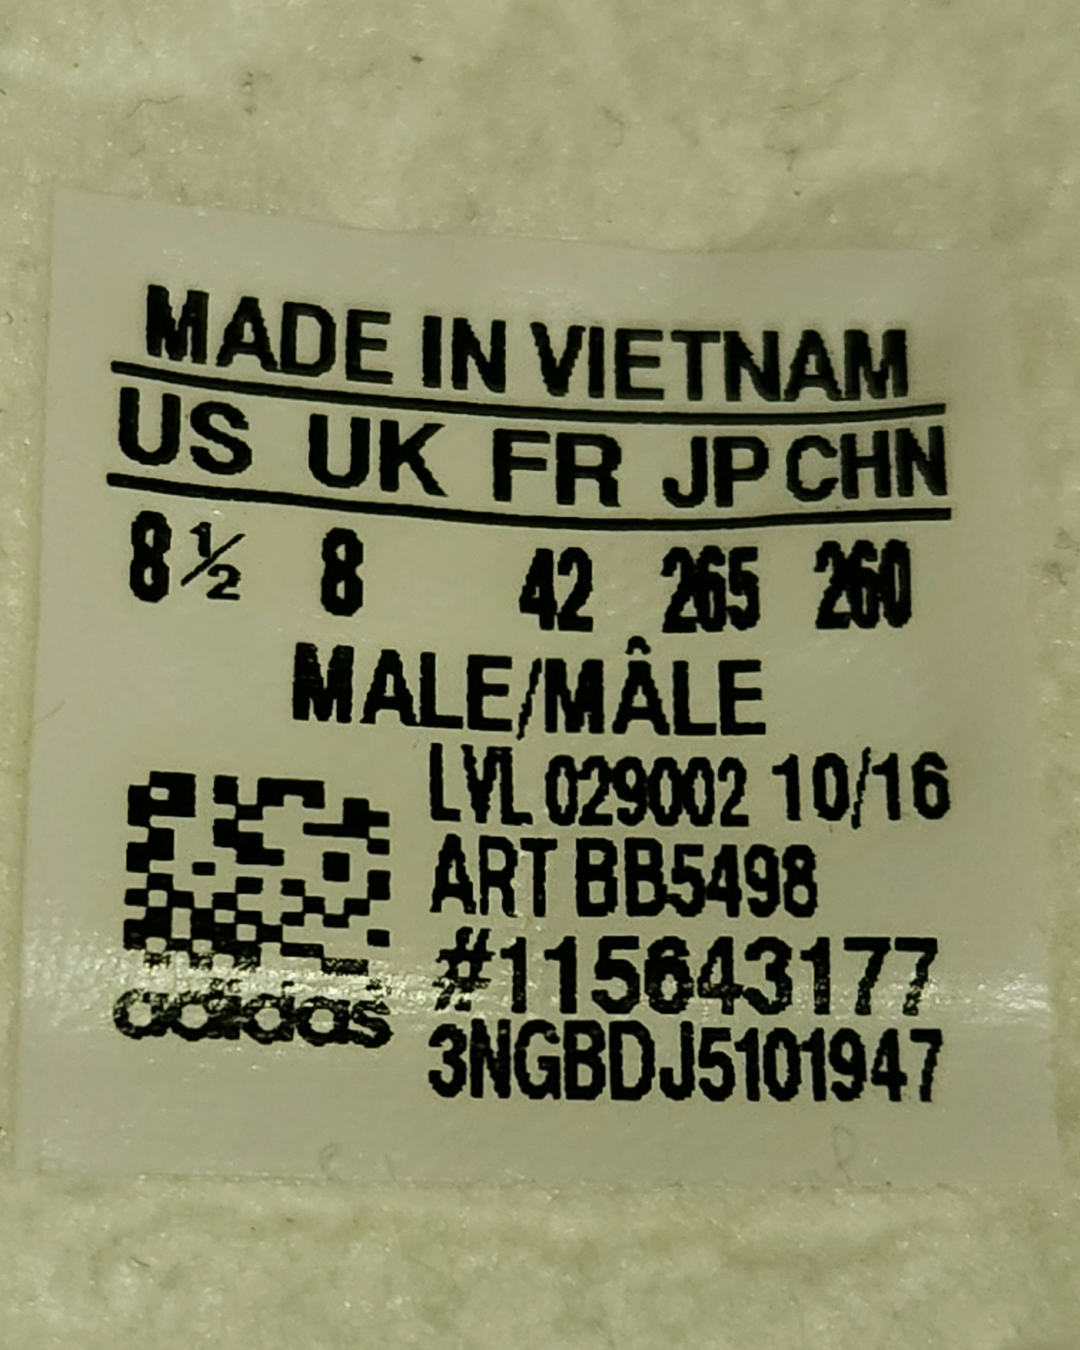 MADE IN VIETNAM
US UK FR JP CHN
8½ 8 42 265 260
MALE/MÂLE
LVL 029002 10/16
ART BB5498
#115643177
adidas
3NGBDJ5101947